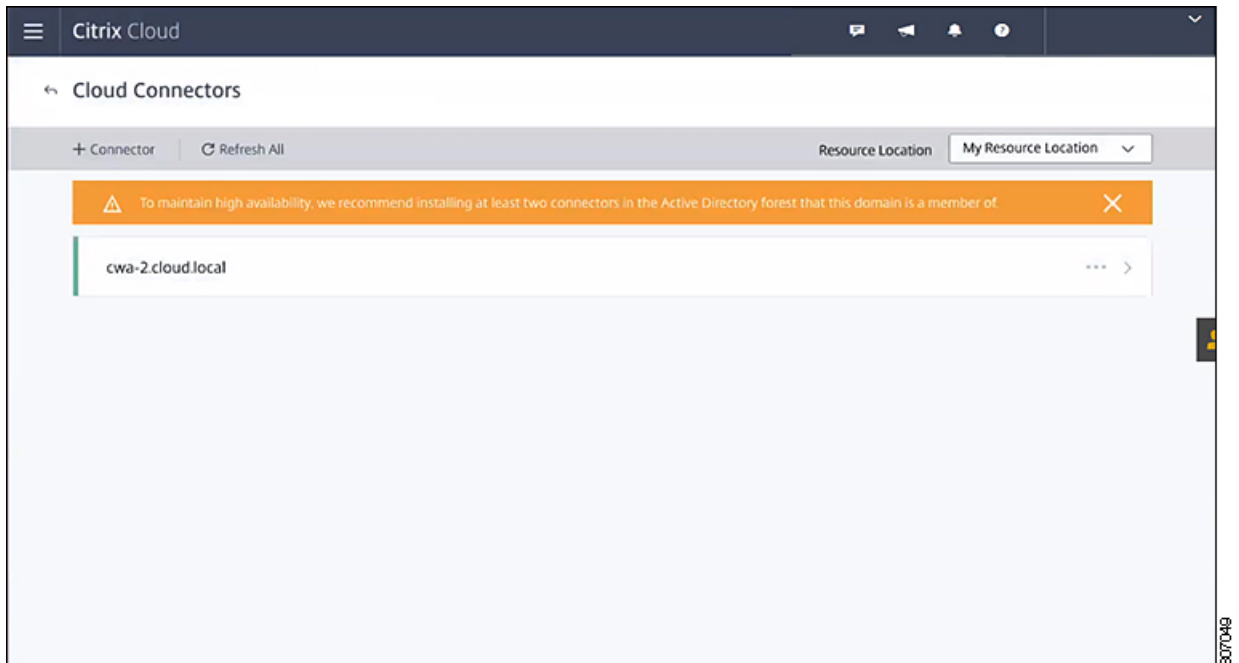 Citrix Cloud
Cloud Connectors
+ Connector
Refresh All
Resource Location
My Resource Location
To maintain high availability, we recommend installing at least two connectors in the Active Directory forest that this domain is a member of.
cwa-2.cloud.local
307049